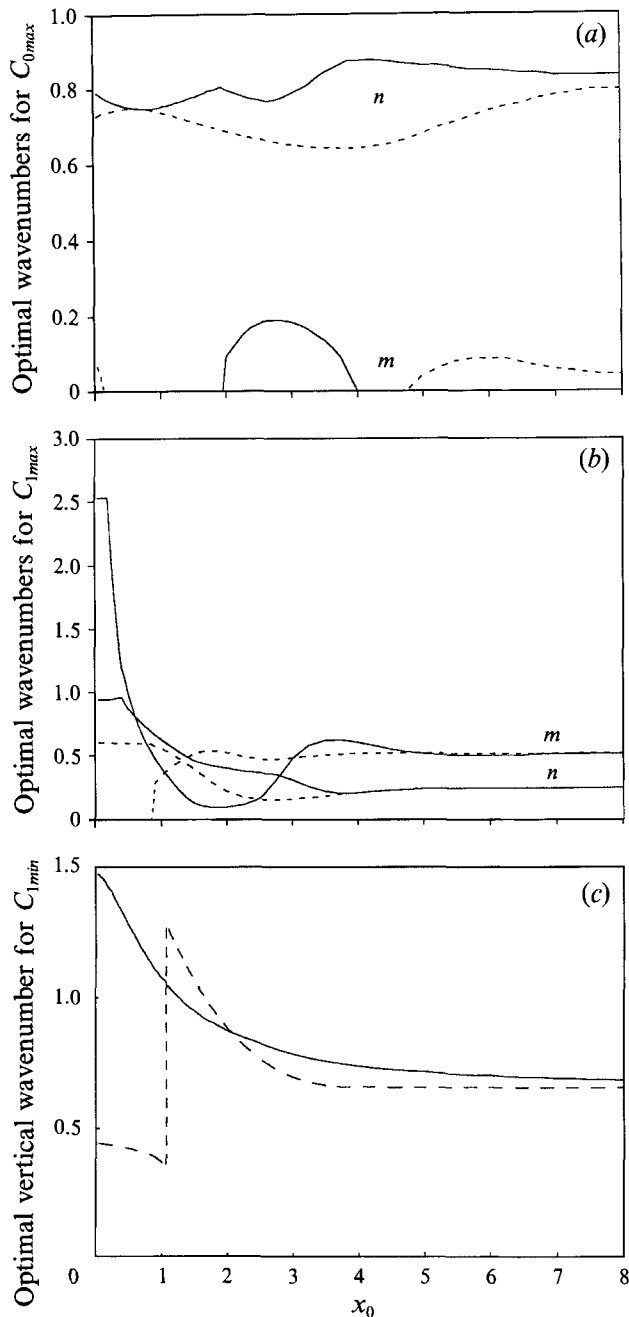 Optimal wavenumbers for C0max
(a)
1.0
0.8
0.6
0.4
0.2
0
n
m
Optimal wavenumbers for C1max
(b)
3.0
2.5
2.0
1.5
1.0
0.5
0
m
n
Optimal vertical wavenumber for C1min
(c)
1.5
1.0
0.5
0 1 2 3 4 5 6 7 8
x0